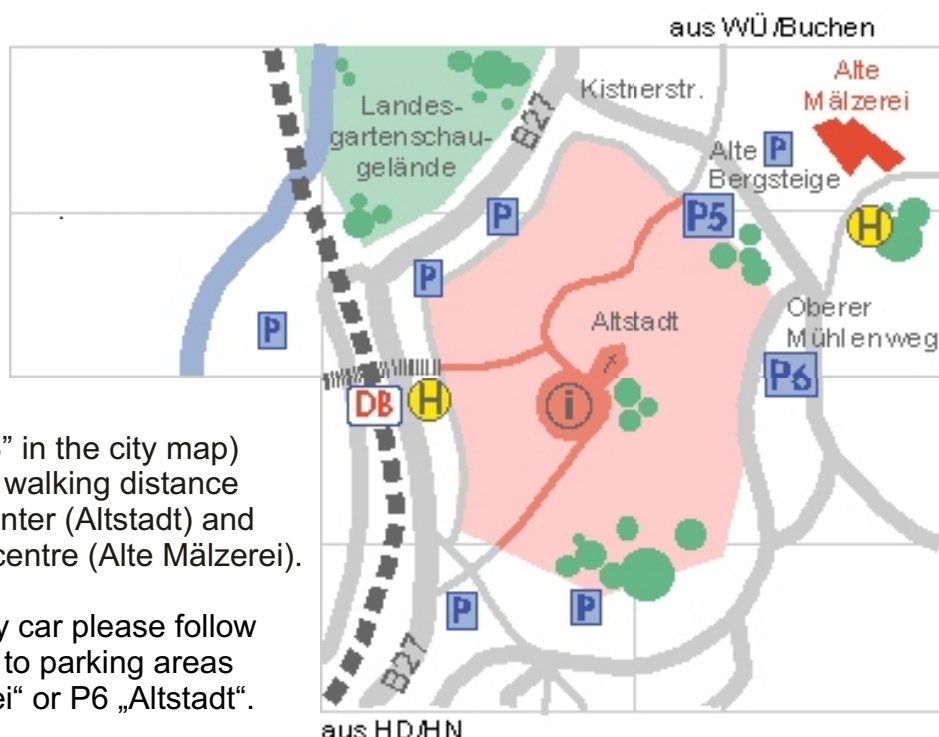 aus WÜ/Buchen
Alte
Mälzerei
Kistnerstr.
Landes-
gartenschau-
gelände
B27
Alte P
Bergsteige
P
P5
H
P
P
Altstadt
Oberer
Mühlenweg
P6
DB
H
i
” in the city map)
walking distance
nter (Altstadt) and
centre (Alte Mälzerei).
y car please follow
to parking areas
ei“ or P6 „Altstadt“.
P
P
B27
aus HD/HN